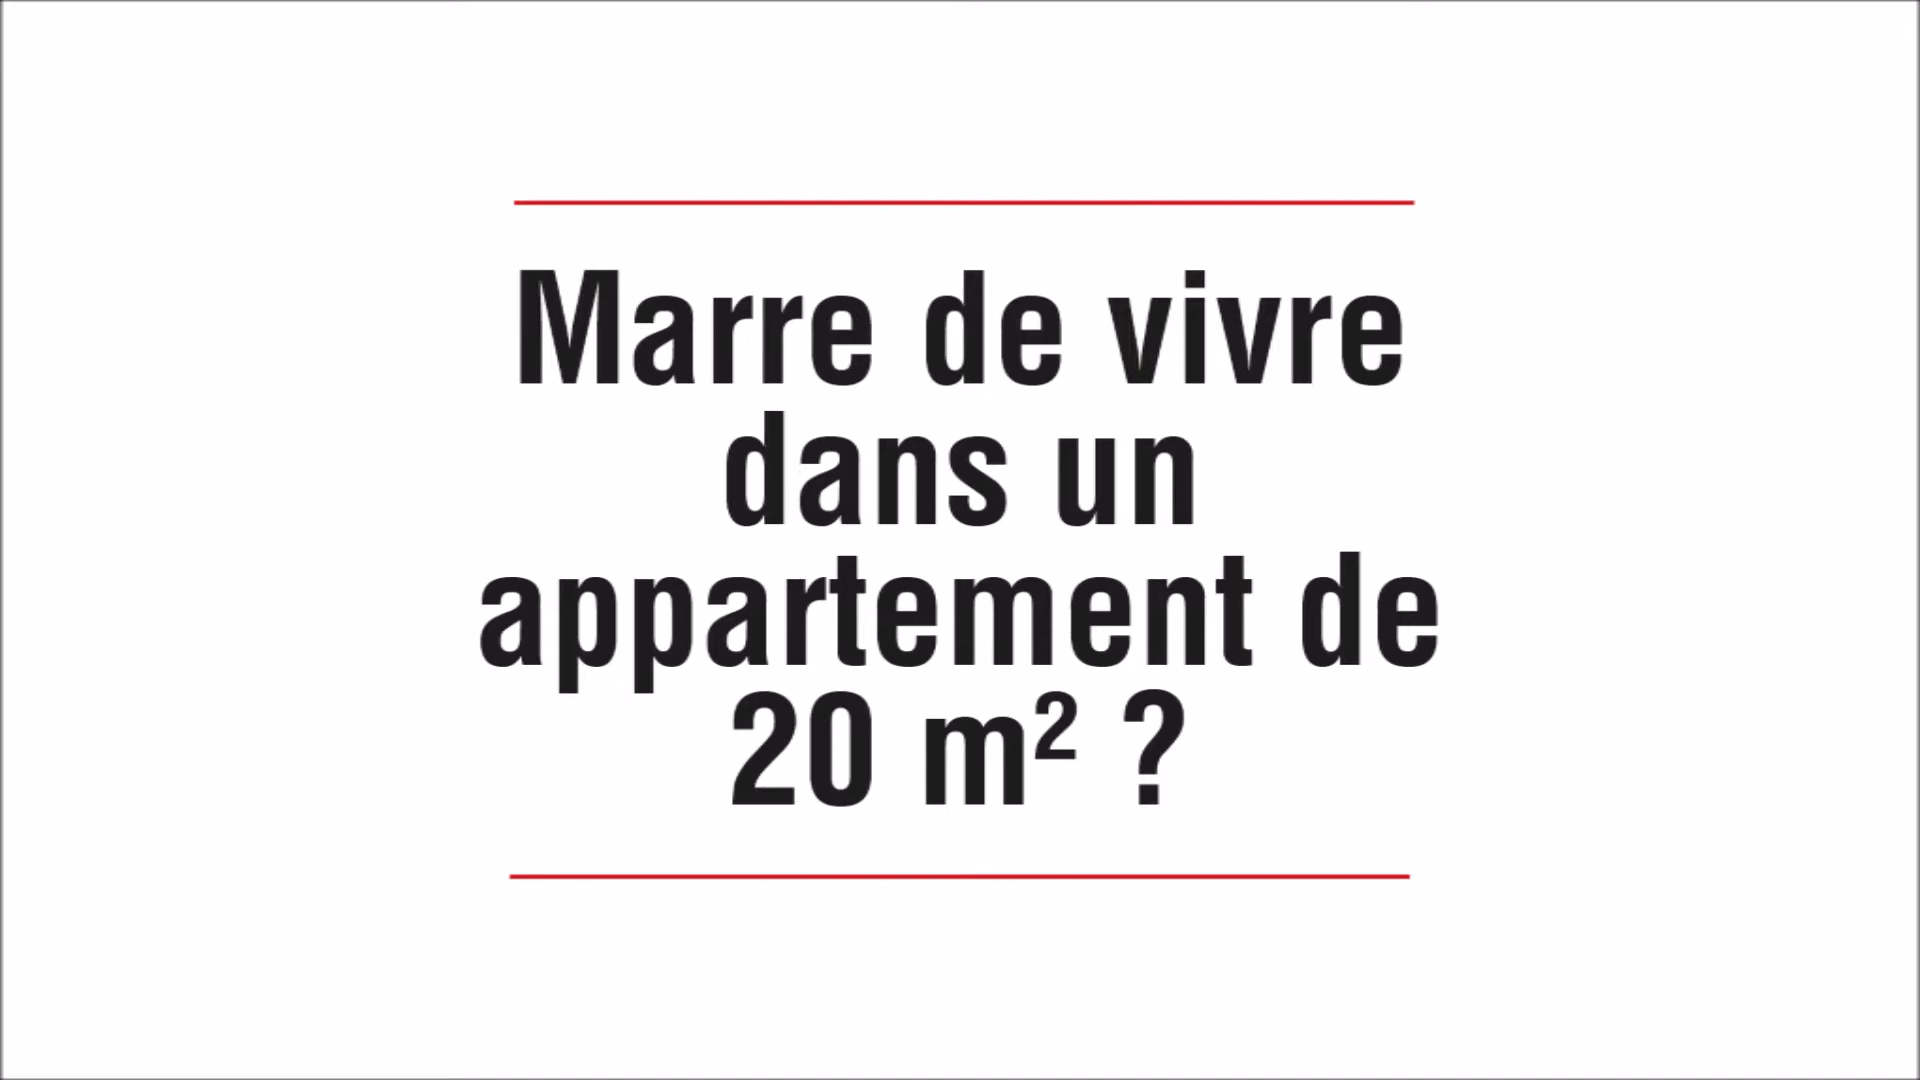 Marre de vivre
dans un
appartement de
20 m² ?